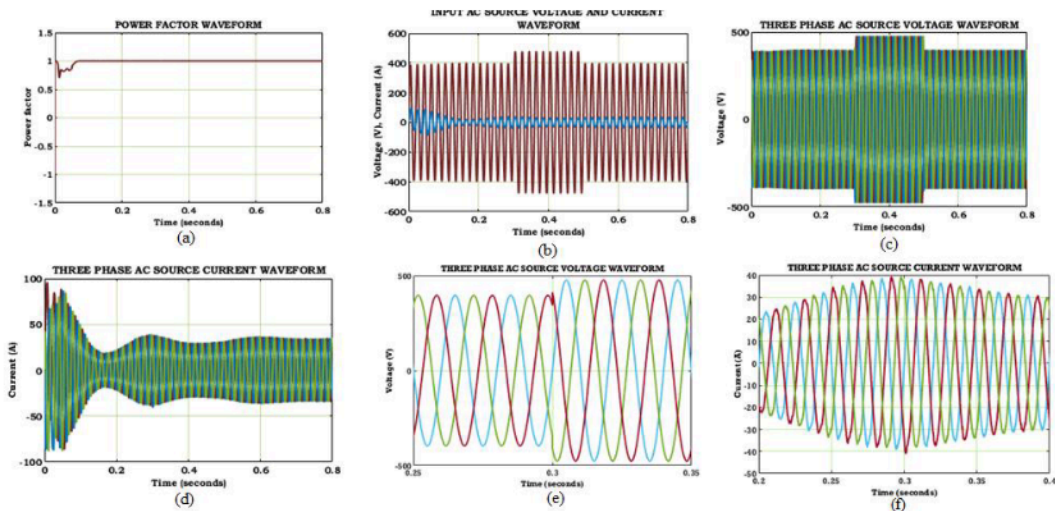 POWER FACTOR WAVEFORM
1.5
1
0.5
0
-0.5
-1
-1.5
Power factor
0 0.2 0.4 0.6 0.8
Time (seconds)
(a)
INPUT AC SOURCE VOLTAGE AND CURRENT
WAVEFORM
600
400
200
0
-200
-400
-600
Voltage (V), Current (A)
0 0.2 0.4 0.6 0.8
Time (seconds)
(b)
THREE PHASE AC SOURCE VOLTAGE WAVEFORM
500
0
-500
Voltage (V)
0 0.2 0.4 0.6 0.8
Time (seconds)
(c)
THREE PHASE AC SOURCE CURRENT WAVEFORM
100
50
0
-50
-100
Current (A)
0 0.2 0.4 0.6 0.8
Time (seconds)
(d)
THREE PHASE AC SOURCE VOLTAGE WAVEFORM
500
0
-500
Voltage (V)
0.25 0.3 0.35
Time (seconds)
(e)
THREE PHASE AC SOURCE CURRENT WAVEFORM
40
30
20
10
0
-10
-20
-30
40
-50
Current (A)
0.2 0.25 0.3 0.35 0.4
Time (seconds)
(f)